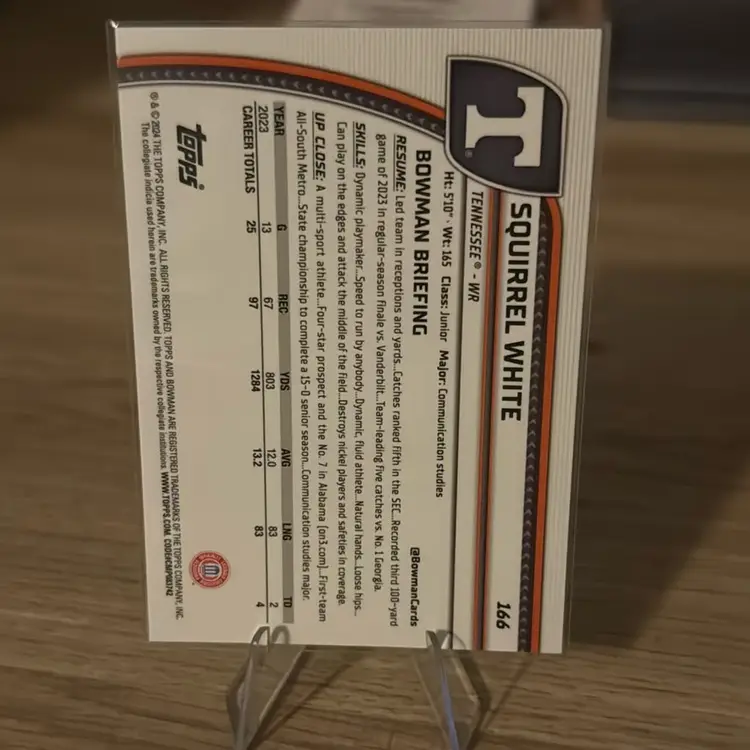 T
166
SQUIRREL WHITE
TENNESSEE® - WR
Ht: 5'10" · Wt: 165 Class: Junior Major: Communication studies
BOWMAN BRIEFING
@BowmanCards
RESUME: Led team in receptions and yards...Catches ranked fifth in the SEC...Recorded third 100-yard
game of 2023 in regular-season finale vs. Vanderbilt...Team-leading five catches vs. No. 1 Georgia.
SKILLS: Dynamic playmaker...Speed to run by anybody...Dynamic, fluid athlete...Natural hands...Loose hips...
Can play on the edges and attack the middle of the field...Destroys nickel players and safeties in coverage.
UP CLOSE: A multi-sport athlete...Four-star prospect and the No. 7 in Alabama (on3.com)...First-team
All-South Metro...State championship to complete a 15-0 senior season...Communication studies major.
YEAR G REC YDS AVG LNG TD
2023 13 67 803 12.0 83 2
CAREER TOTALS 25 97 1284 13.2 83 4
topps
® & © 2024 THE TOPPS COMPANY, INC. ALL RIGHTS RESERVED. TOPPS AND BOWMAN ARE REGISTERED TRADEMARKS OF THE TOPPS COMPANY, INC.
The collegiate indicia used herein are trademarks owned by the respective collegiate institutions. WWW.TOPPS.COM.